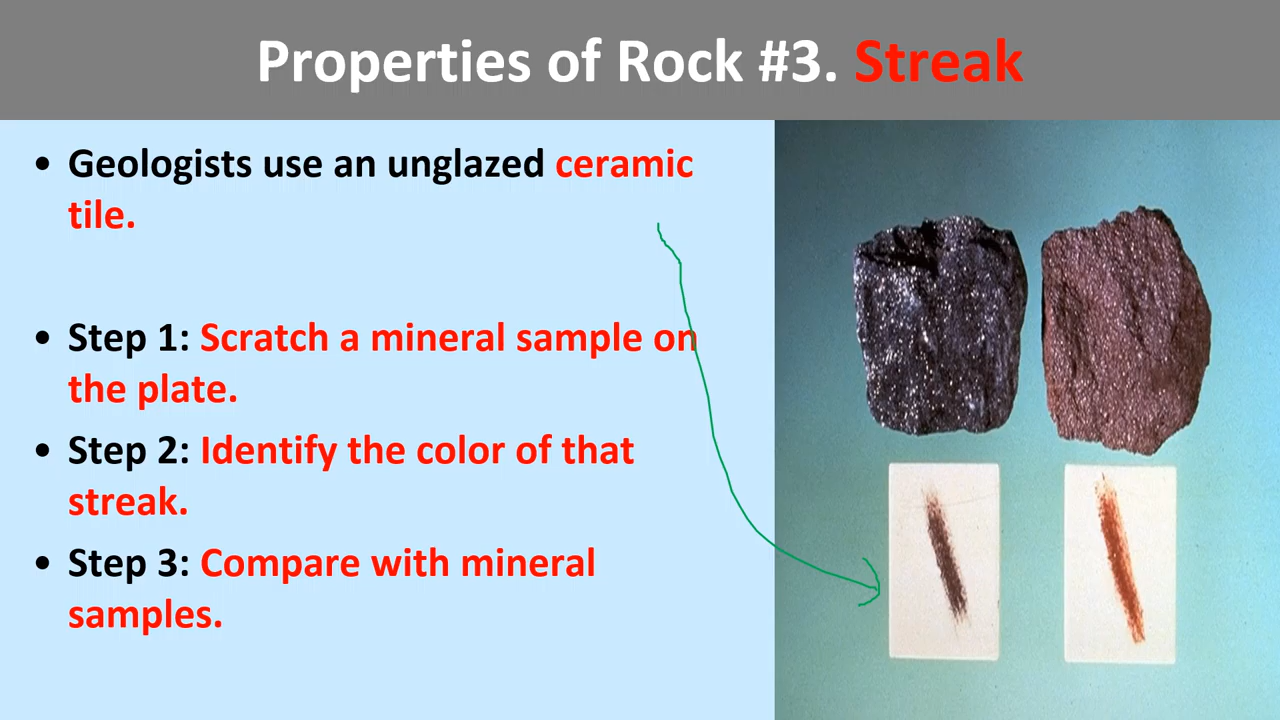 Properties of Rock #3. Streak
• Geologists use an unglazed ceramic
tile.
• Step 1: Scratch a mineral sample on
the plate.
• Step 2: Identify the color of that
streak.
• Step 3: Compare with mineral
samples.